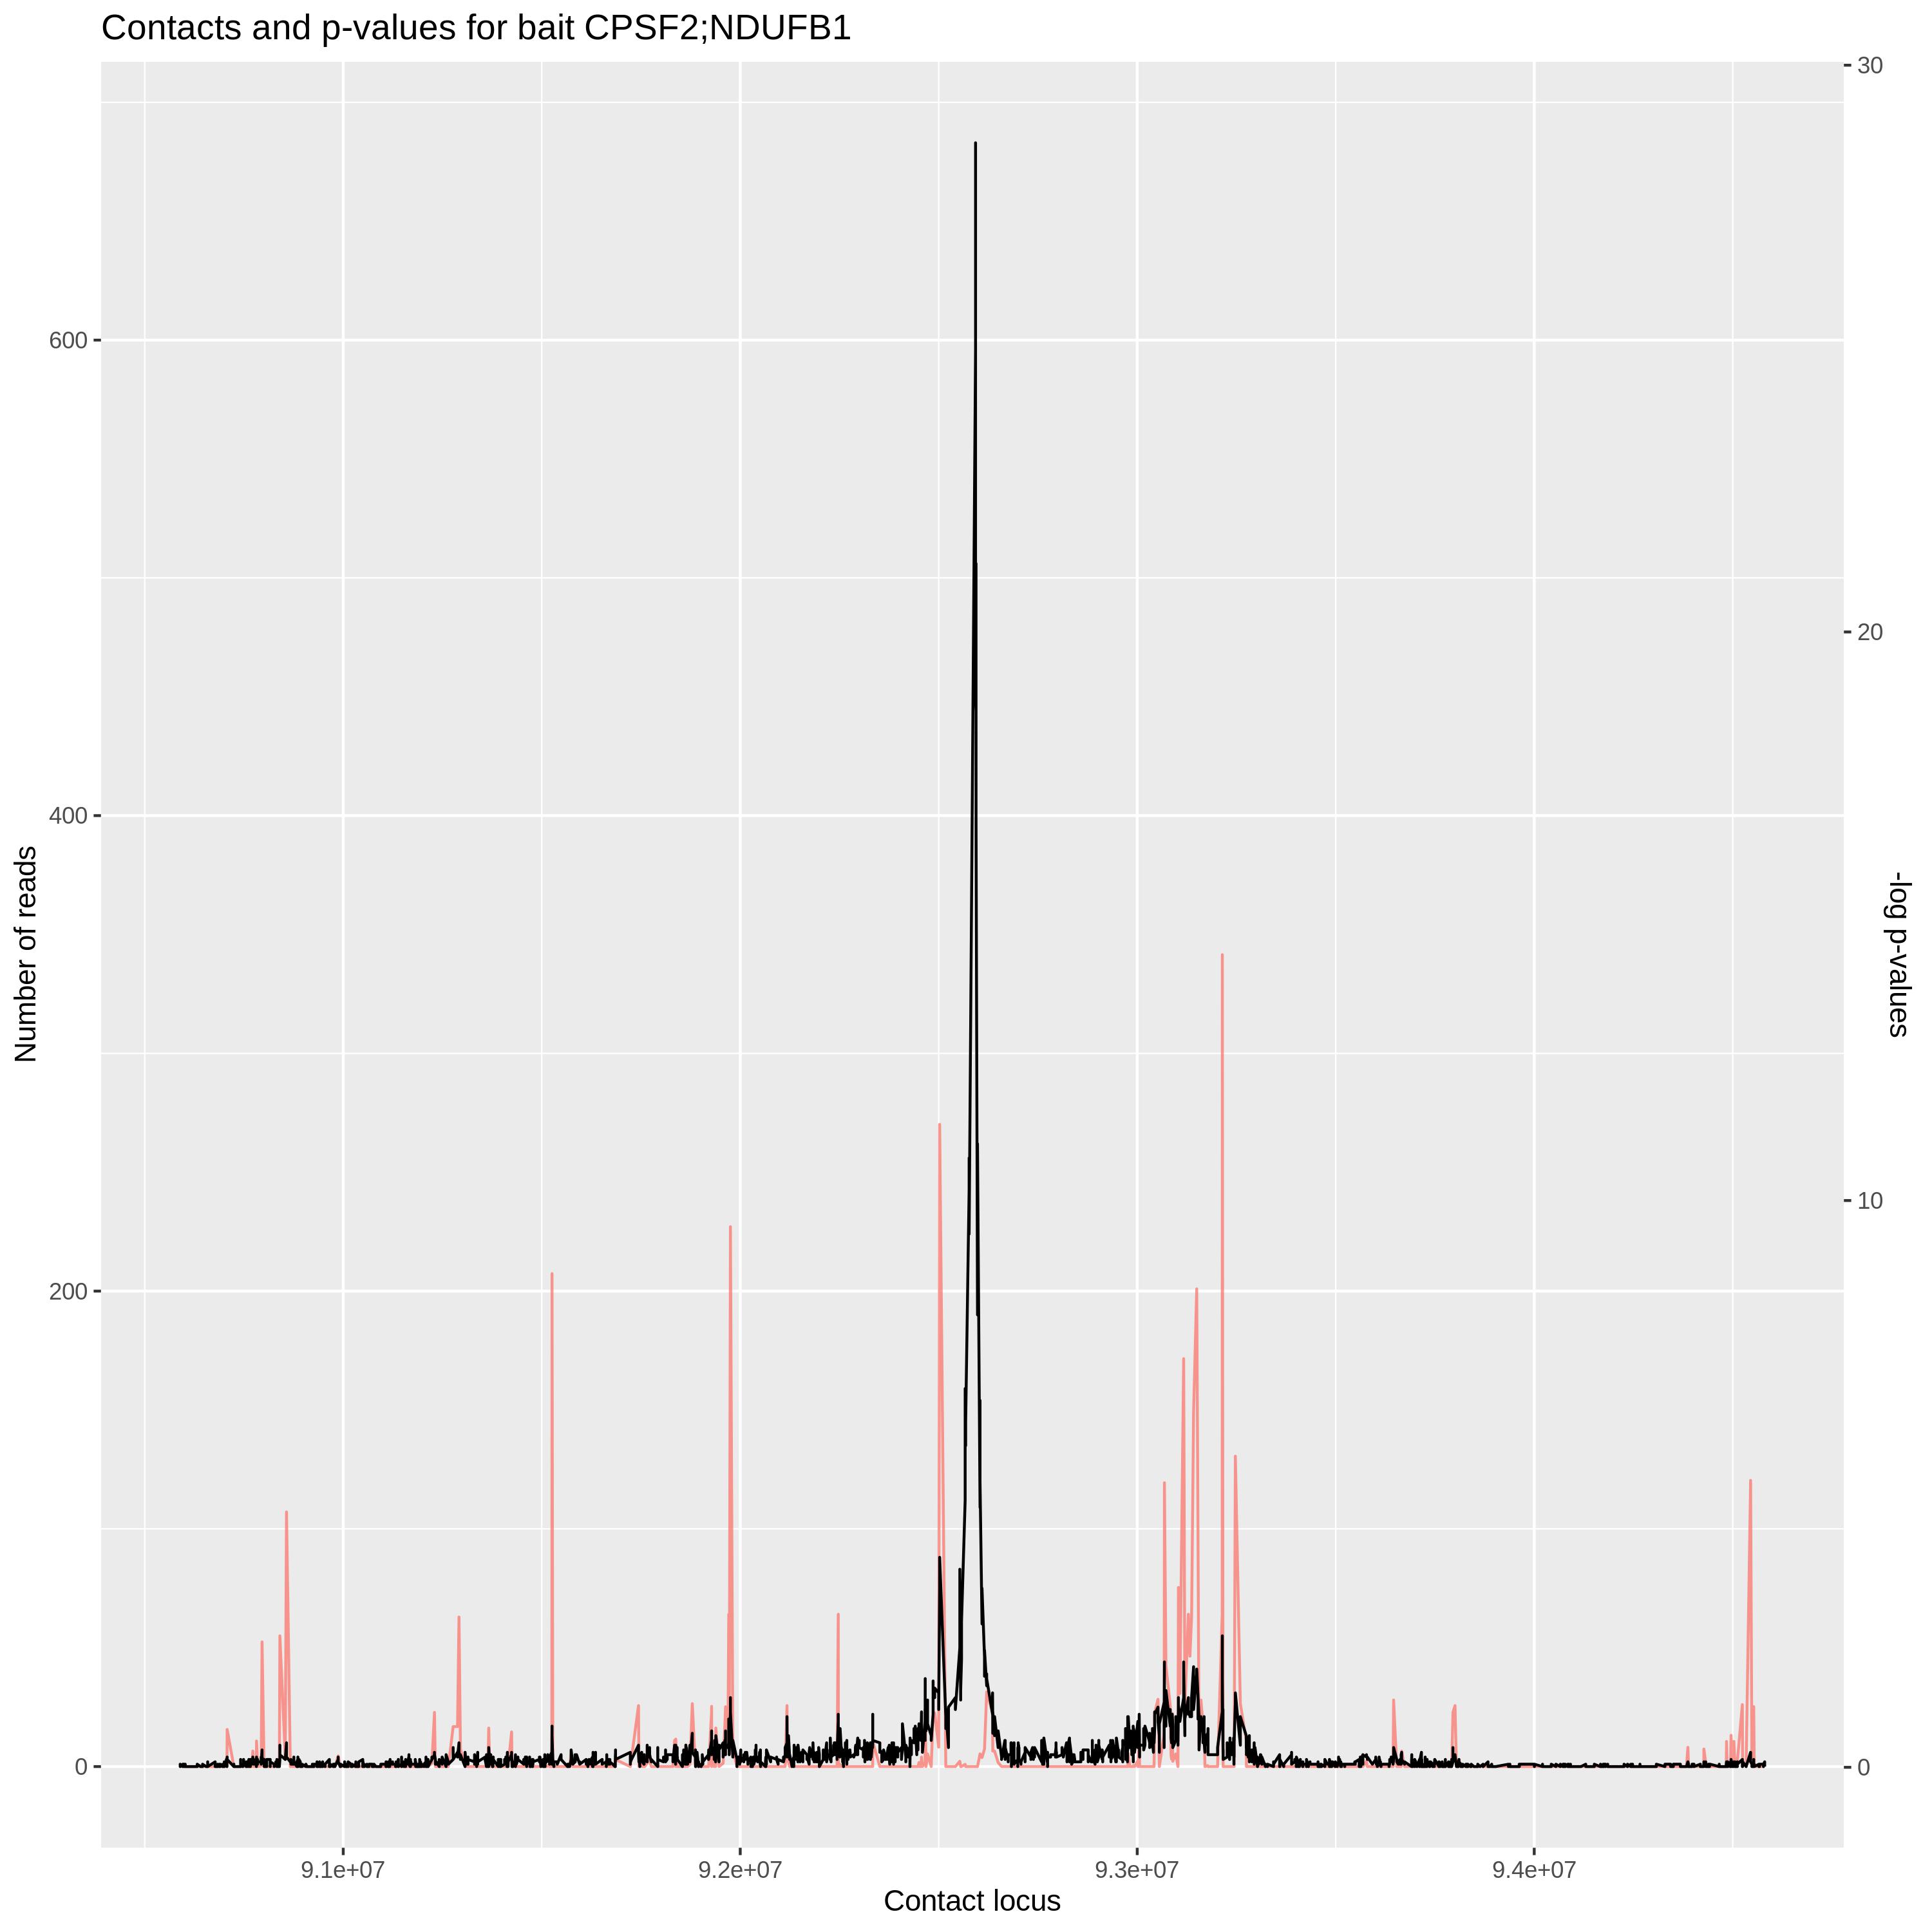 Contacts and p-values for bait CPSF2;NDUFB1
30
600
20
400
Number of reads
-log p-values
10
200
0
0
9.1e+07
9.2e+07
9.3e+07
9.4e+07
Contact locus